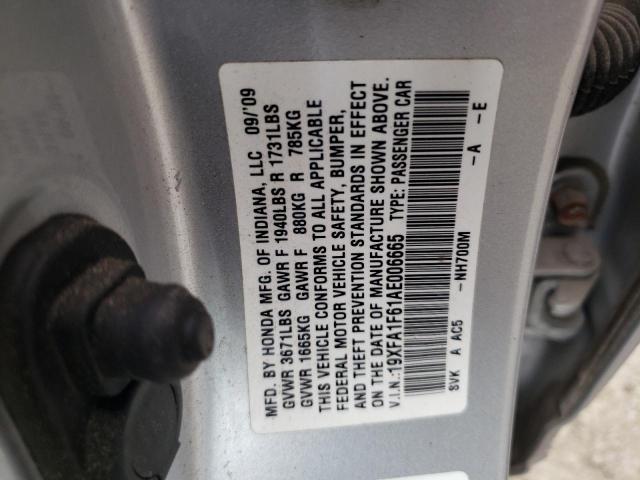 MFD. BY HONDA MFG. OF INDIANA, LLC 09/'09
GVWR 3671LBS GAWR F 1940LBS R 1731LBS
GVWR 1665KG GAWR F 880KG R 785KG
THIS VEHICLE CONFORMS TO ALL APPLICABLE
FEDERAL MOTOR VEHICLE SAFETY, BUMPER,
AND THEFT PREVENTION STANDARDS IN EFFECT
ON THE DATE OF MANUFACTURE SHOWN ABOVE.
V.I.N.:19XFA1F61AE006665 TYPE: PASSENGER CAR
SVK A AC5 -NH700M -A -E